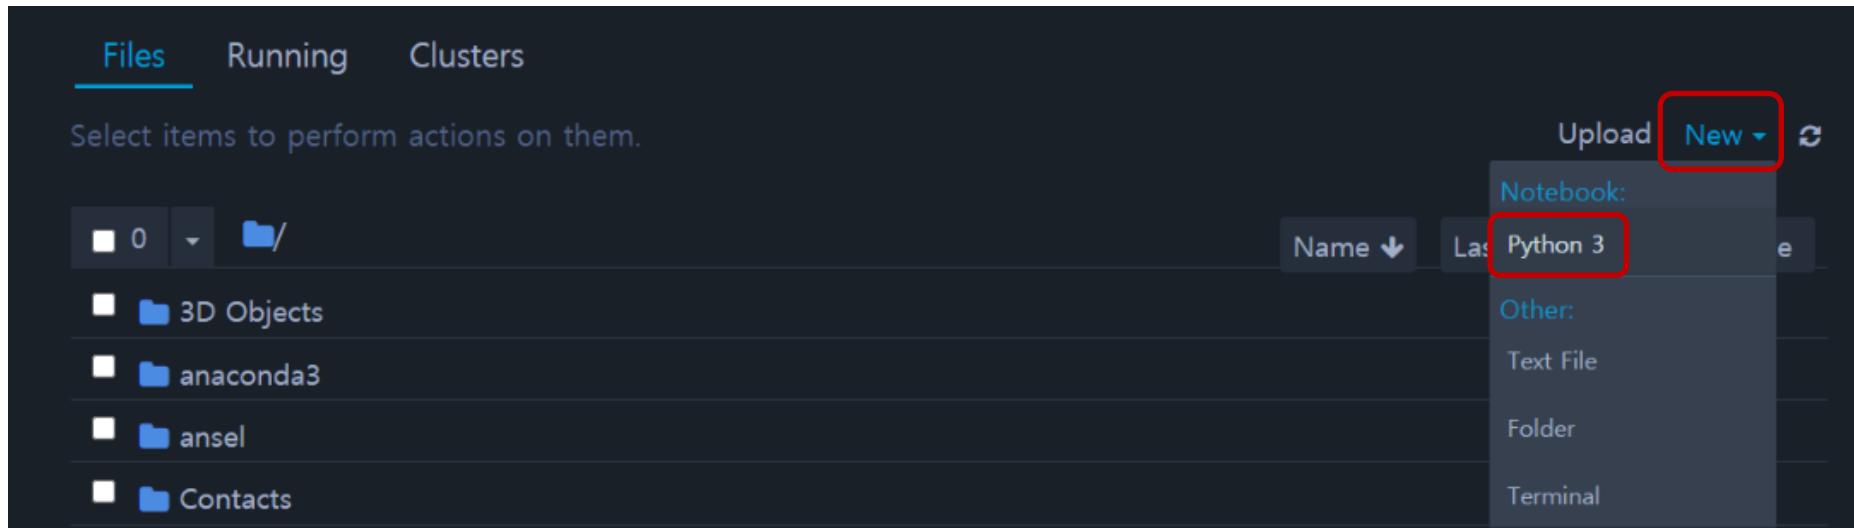 Files Running Clusters
Select items to perform actions on them.
Upload New
Notebook:
0 /
Name
Python 3
3D Objects
Other:
anaconda3
Text File
ansel
Folder
Contacts
Terminal